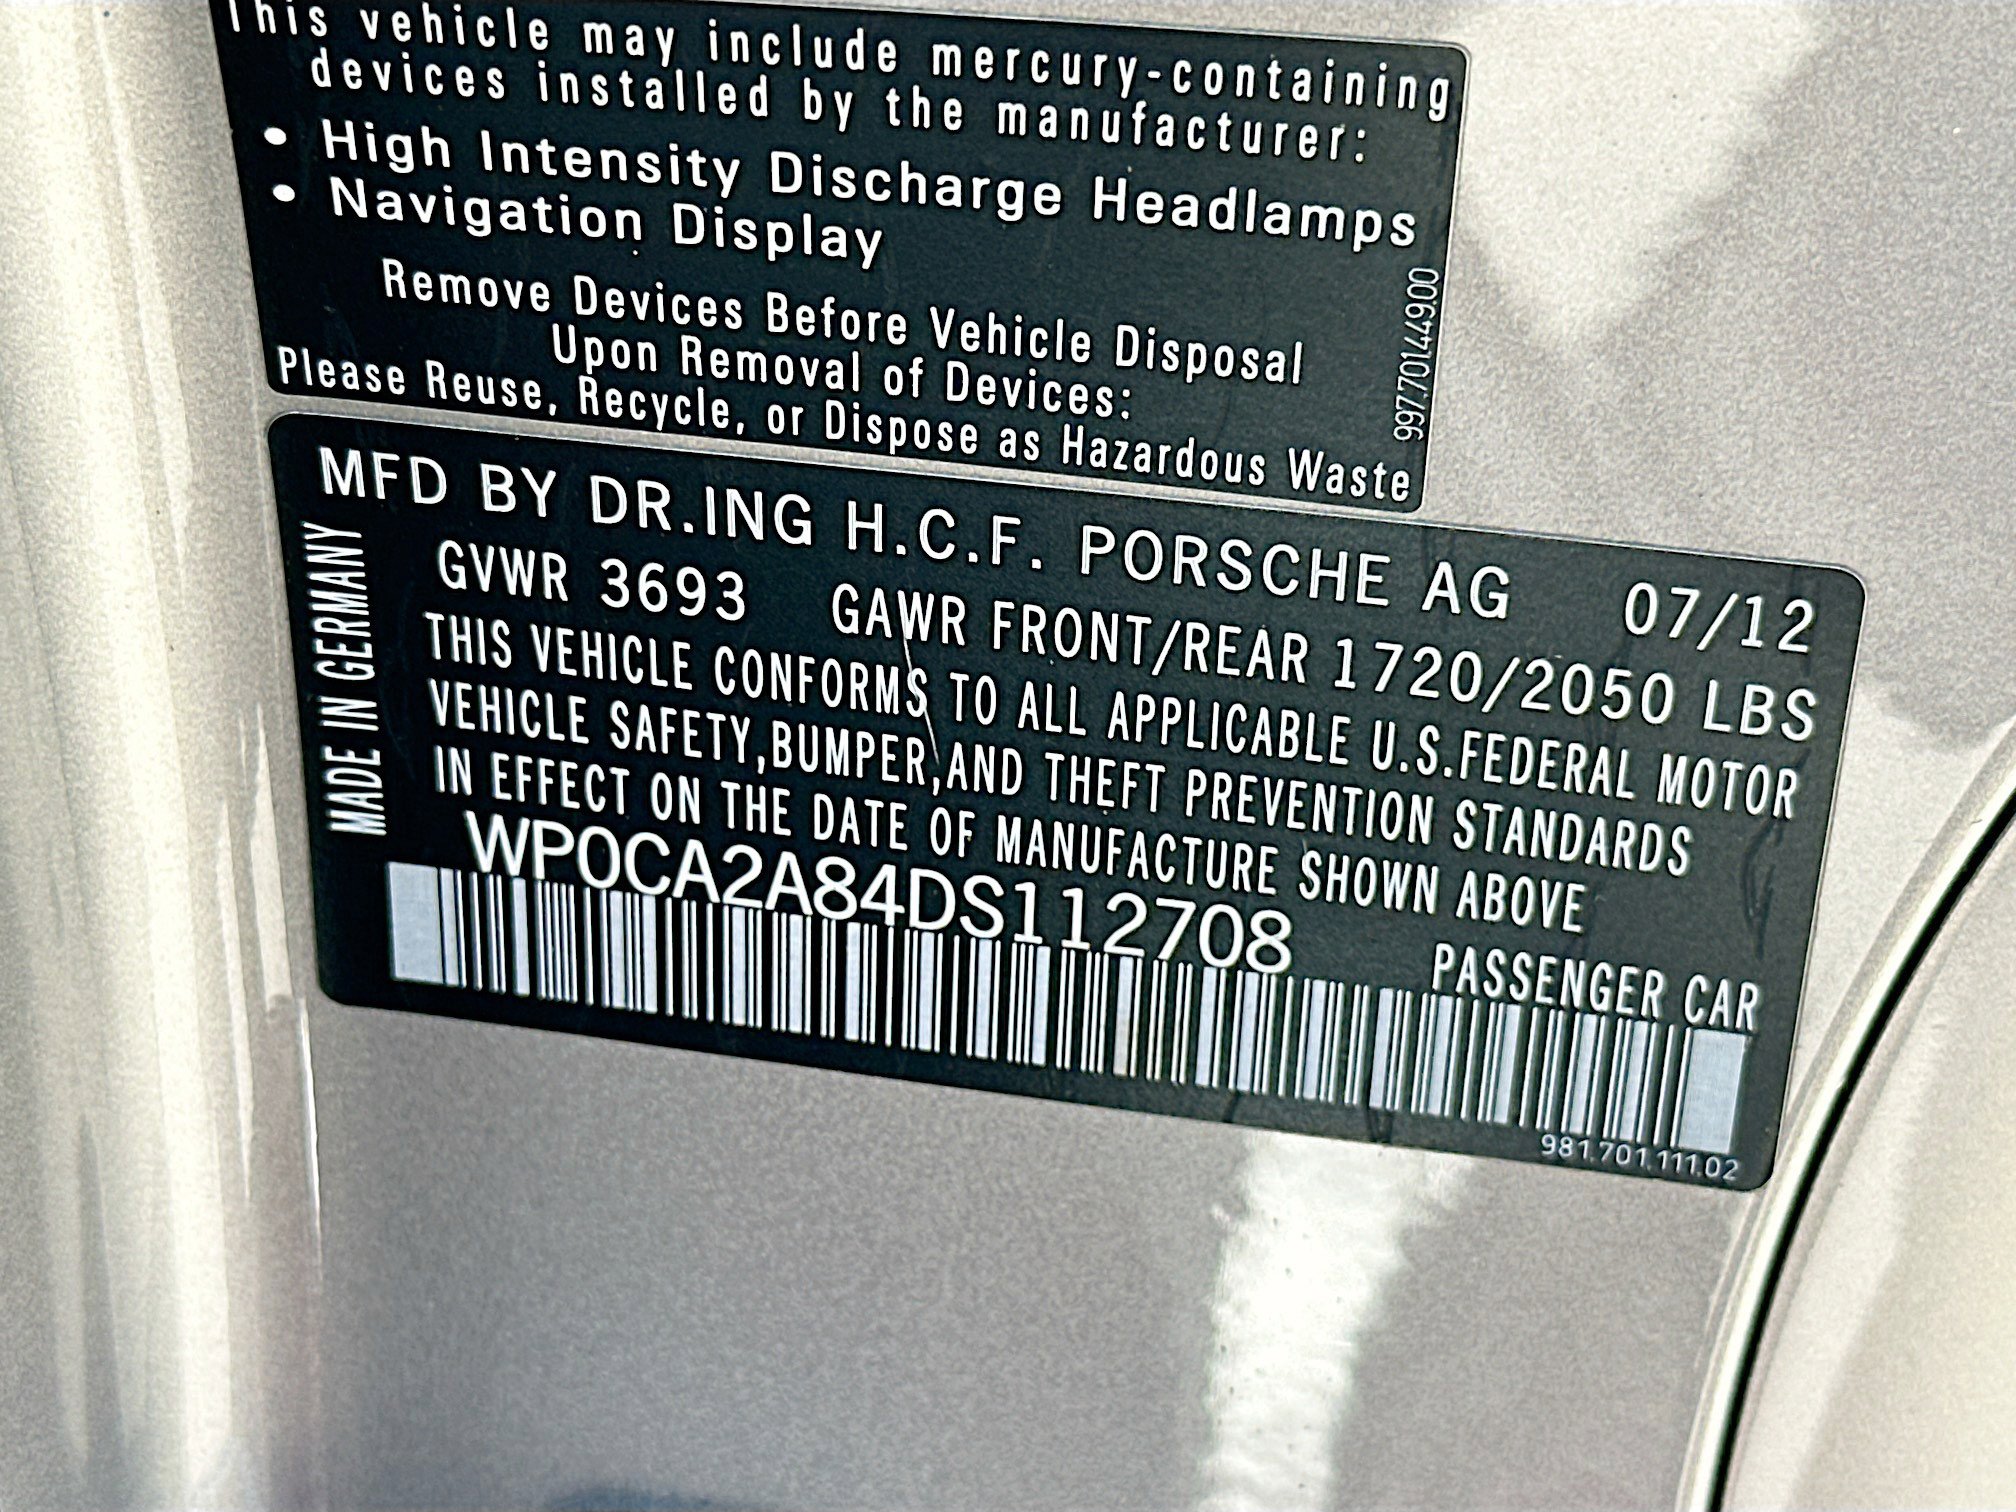 This vehicle may include mercury-containing
devices installed by the manufacturer:
• High Intensity Discharge Headlamps
• Navigation Display
Remove Devices Before Vehicle Disposal
Upon Removal of Devices:
Please Reuse, Recycle, or Dispose as Hazardous Waste
997.701.449.00
MFD BY DR.ING H.C.F. PORSCHE AG 07/12
GVWR 3693 GAWR FRONT/REAR 1720/2050 LBS
THIS VEHICLE CONFORMS TO ALL APPLICABLE U.S.FEDERAL MOTOR
VEHICLE SAFETY,BUMPER,AND THEFT PREVENTION STANDARDS
IN EFFECT ON THE DATE OF MANUFACTURE SHOWN ABOVE
WP0CA2A84DS112708
PASSENGER CAR
MADE IN GERMANY
981.701.111.02